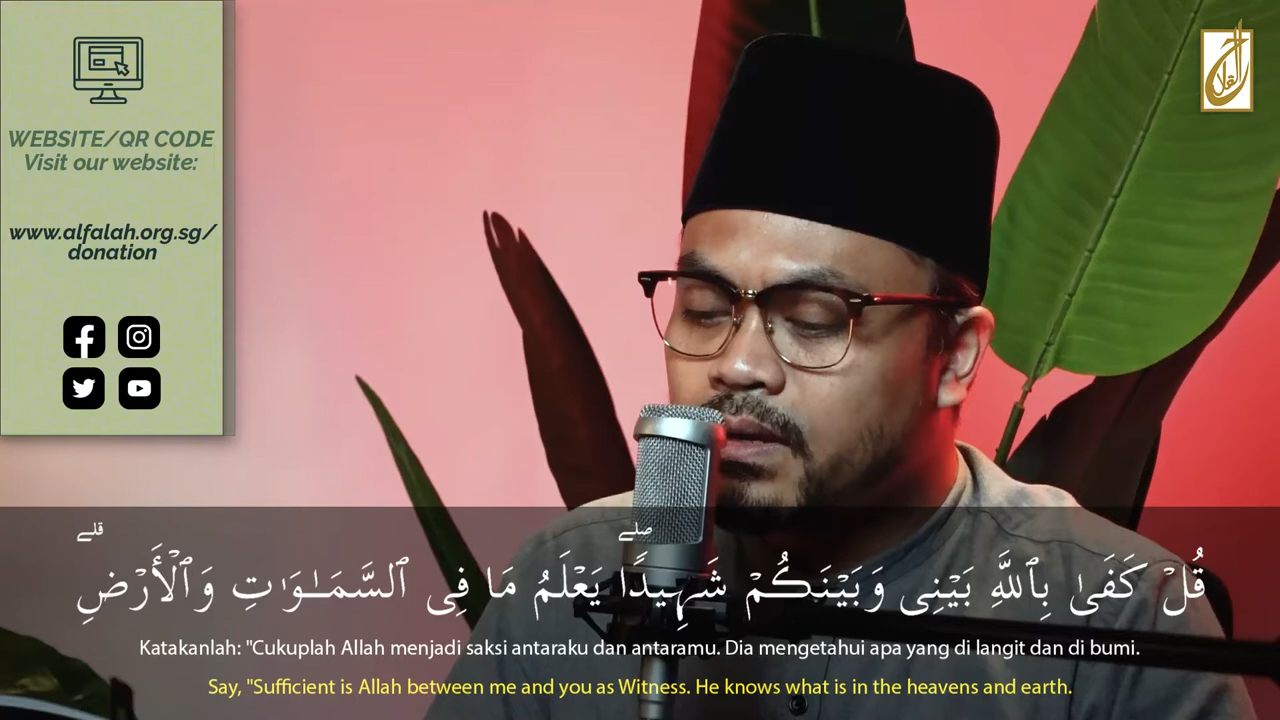 WEBSITE/QR CODE
Visit our website:
www.alfalah.org.sg/
donation
الفلاح
قُلْ كَفَىٰ بِٱللَّهِ بَيْنِى وَبَيْنَكُمْ شَهِيدًۭا ۖ يَعْلَمُ مَا فِى ٱلسَّمَـٰوَٰتِ وَٱلْأَرْضِ ۗ
Katakanlah: "Cukuplah Allah menjadi saksi antaraku dan antaramu. Dia mengetahui apa yang di langit dan di bumi.
Say, "Sufficient is Allah between me and you as Witness. He knows what is in the heavens and earth.